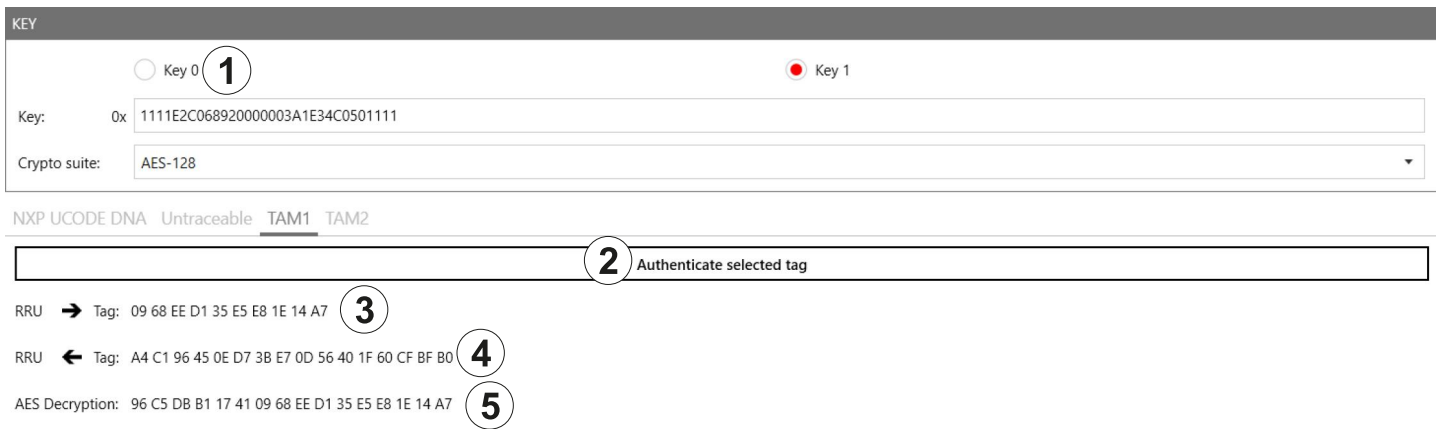 KEY
Key 0 1 Key 1
Key: 0x 1111E2C068920000003A1E34C0501111
Crypto suite: AES-128
NXP UCODE DNA Untraceable TAM1 TAM2
2 Authenticate selected tag
RRU → Tag: 09 68 EE D1 35 E5 E8 1E 14 A7 3
RRU ← Tag: A4 C1 96 45 0E D7 3B E7 0D 56 40 1F 60 CF BF B0 4
AES Decryption: 96 C5 DB B1 17 41 09 68 EE D1 35 E5 E8 1E 14 A7 5